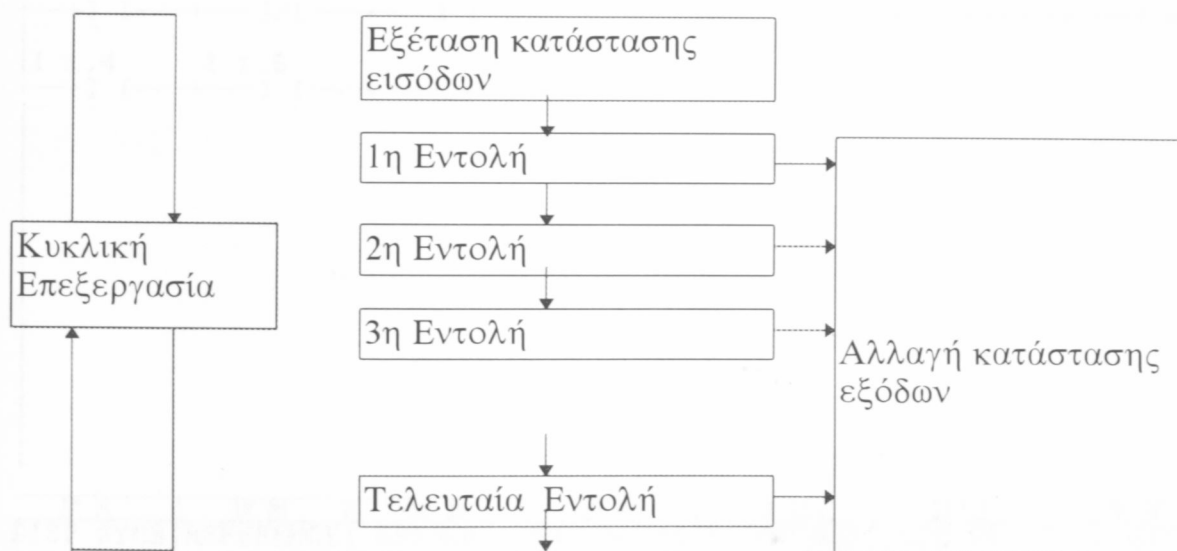 Εξέταση κατάστασης
εισόδων
1η Εντολή
2η Εντολή
3η Εντολή
Τελευταία Εντολή
Κυκλική
Επεξεργασία
Αλλαγή κατάστασης
εξόδων